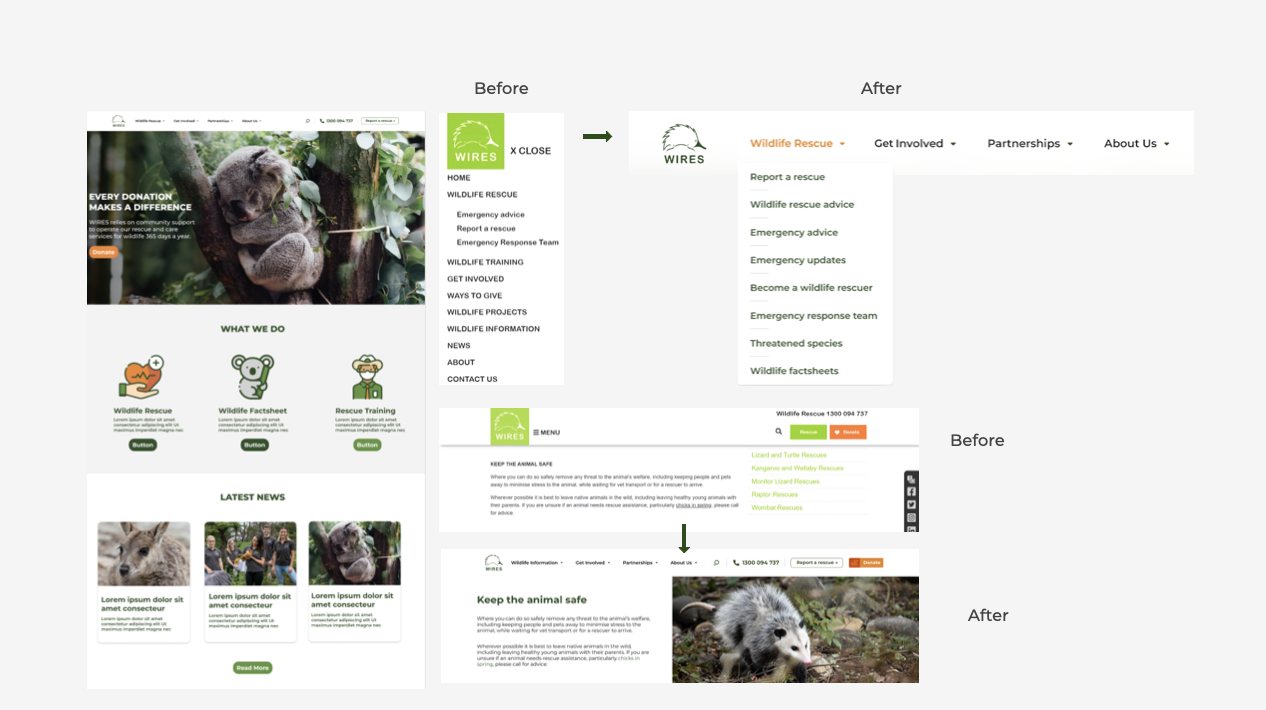 Before
After
WIRES
Wildlife Rescue
Get Involved
Partnerships
About Us
1300 094 737
Report a rescue
EVERY DONATION
MAKES A DIFFERENCE
WIRES relies on community support
to operate our rescue and care
services for wildlife 365 days a year.
Donate
WHAT WE DO
Wildlife Rescue
Lorem ipsum dolor sit amet
consectur adipiscing elit Ut
maximus imperdiet magna nec
Button
Wildlife Factsheet
Lorem ipsum dolor sit amet
consectur adipiscing elit Ut
maximus imperdiet magna nec
Button
Rescue Training
Lorem ipsum dolor sit amet
consectur adipiscing elit Ut
maximus imperdiet magna nec
Button
LATEST NEWS
Lorem ipsum dolor sit
amet consecteur
Lorem ipsum dolor sit amet
consectur adipiscing elit Ut
maximus imperdiet magna nec
Lorem ipsum dolor sit
amet consecteur
Lorem ipsum dolor sit amet
consectur adipiscing elit Ut
maximus imperdiet magna nec
Lorem ipsum dolor sit
amet consecteur
Lorem ipsum dolor sit amet
consectur adipiscing elit Ut
maximus imperdiet magna nec
Read More
WIRES
X CLOSE
HOME
WILDLIFE RESCUE
Emergency advice
Report a rescue
Emergency Response Team
WILDLIFE TRAINING
GET INVOLVED
WAYS TO GIVE
WILDLIFE PROJECTS
WILDLIFE INFORMATION
NEWS
ABOUT
CONTACT US
WIRES
Wildlife Rescue
Get Involved
Partnerships
About Us
Report a rescue
Wildlife rescue advice
Emergency advice
Emergency updates
Become a wildlife rescuer
Emergency response team
Threatened species
Wildlife factsheets
WIRES
MENU
Wildlife Rescue 1300 094 737
Rescue
Donate
KEEP THE ANIMAL SAFE
Where you can do so safely remove any threat to the animal's welfare, including keeping people and pets
away to minimise stress to the animal, while waiting for vet transport or for a rescuer to arrive.
Wherever possible it is best to leave native animals in the wild, including leaving healthy young animals with
their parents. If you are unsure if an animal needs rescue assistance, particularly chicks in spring, please call
for advice.
Lizard and Turtle Rescues
Kangaroo and Wallaby Rescues
Monitor Lizard Rescues
Raptor Rescues
Wombat Rescues
Before
WIRES
Wildlife Information
Get Involved
Partnerships
About Us
1300 094 737
Report a rescue
Donate
Keep the animal safe
Where you can do so safely remove any threat to the animal's welfare,
including keeping people and pets away to minimise stress to the
animal, while waiting for vet transport or for a rescuer to arrive.
Whenever possible it is best to leave native animals in the wild,
including leaving healthy young animals with their parents. If you are
unsure if an animal needs rescue assistance, particularly chicks in
spring, please call for advice.
After